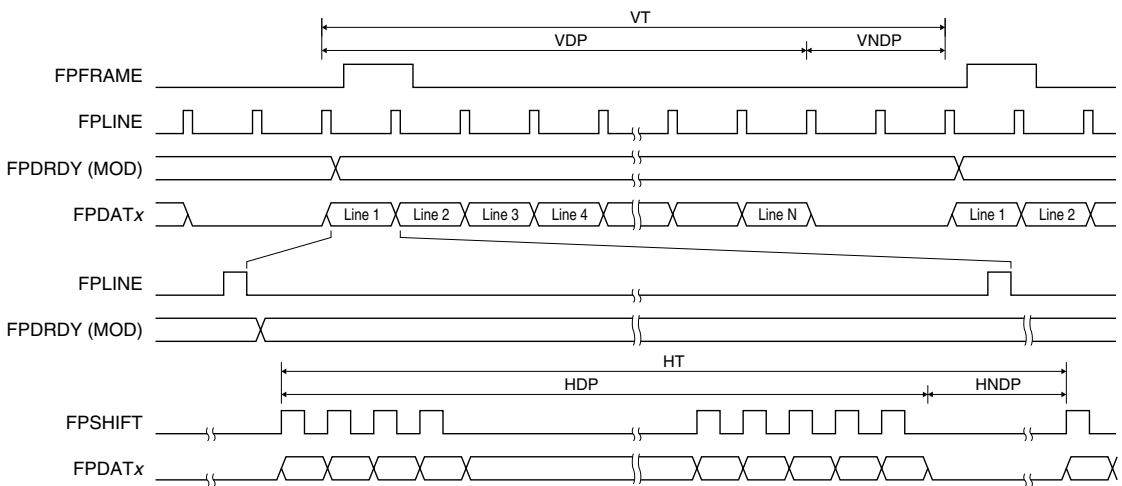 VT
VDP VNDP
FPFRAME
FPLINE
FPDRDY (MOD)
FPDATx Line 1 Line 2 Line 3 Line 4 Line N Line 1 Line 2
FPLINE
FPDRDY (MOD)
HT
HDP HNDP
FPSHIFT
FPDATx